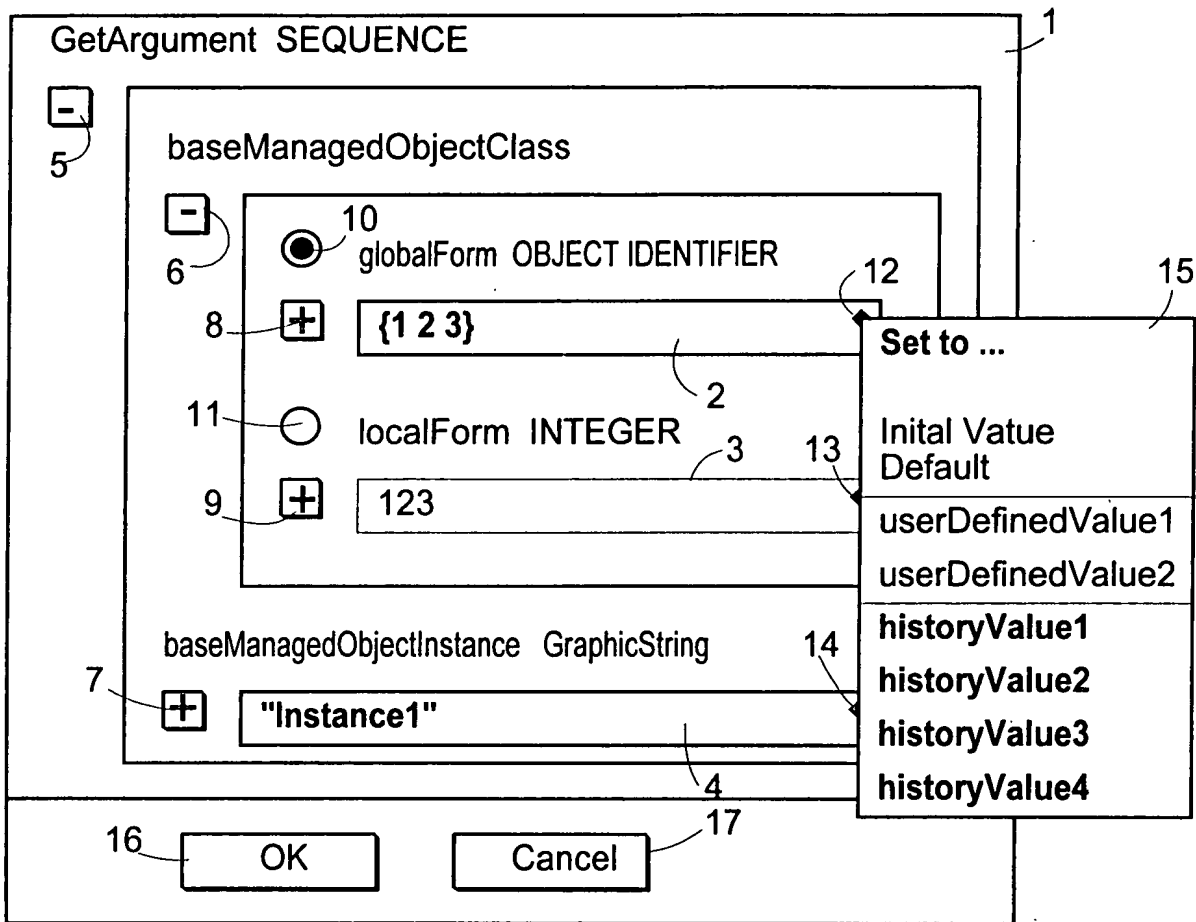 GetArgument SEQUENCE
1
-
5
baseManagedObjectClass
-
6
10
globalForm OBJECT IDENTIFIER
12
15
8
+
{1 2 3}
2
Set to ...
11
localForm INTEGER
3
Inital Vatue
13
Default
9
+
123
userDefinedValue1
userDefinedValue2
baseManagedObjectInstance GraphicString
14
historyValue1
7
+
"Instance1"
4
historyValue2
historyValue3
historyValue4
16
OK
Cancel
17